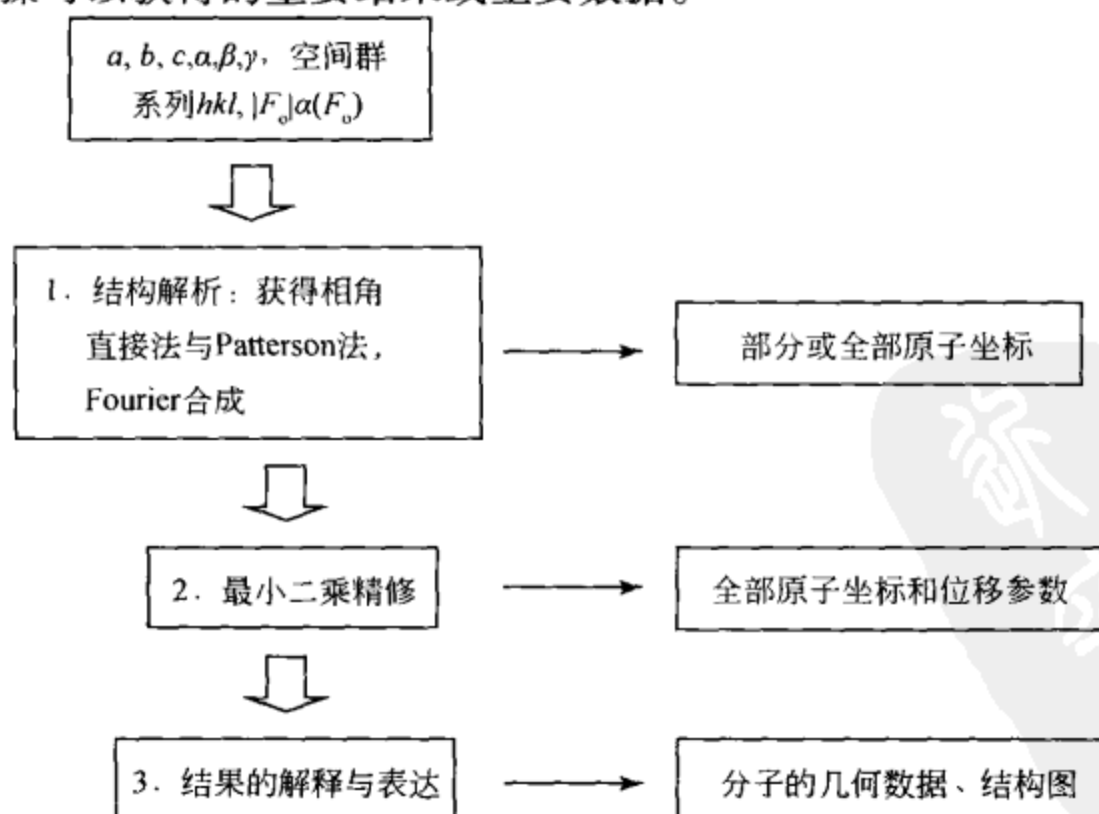 骤可以获得的重要结果或重要数据。
a, b, c,α,β,γ, 空间群
系列hkl, |Fo|α(Fo)
1. 结构解析：获得相角
直接法与Patterson法,
Fourier合成
部分或全部原子坐标
2. 最小二乘精修
全部原子坐标和位移参数
3. 结果的解释与表达
分子的几何数据、结构图